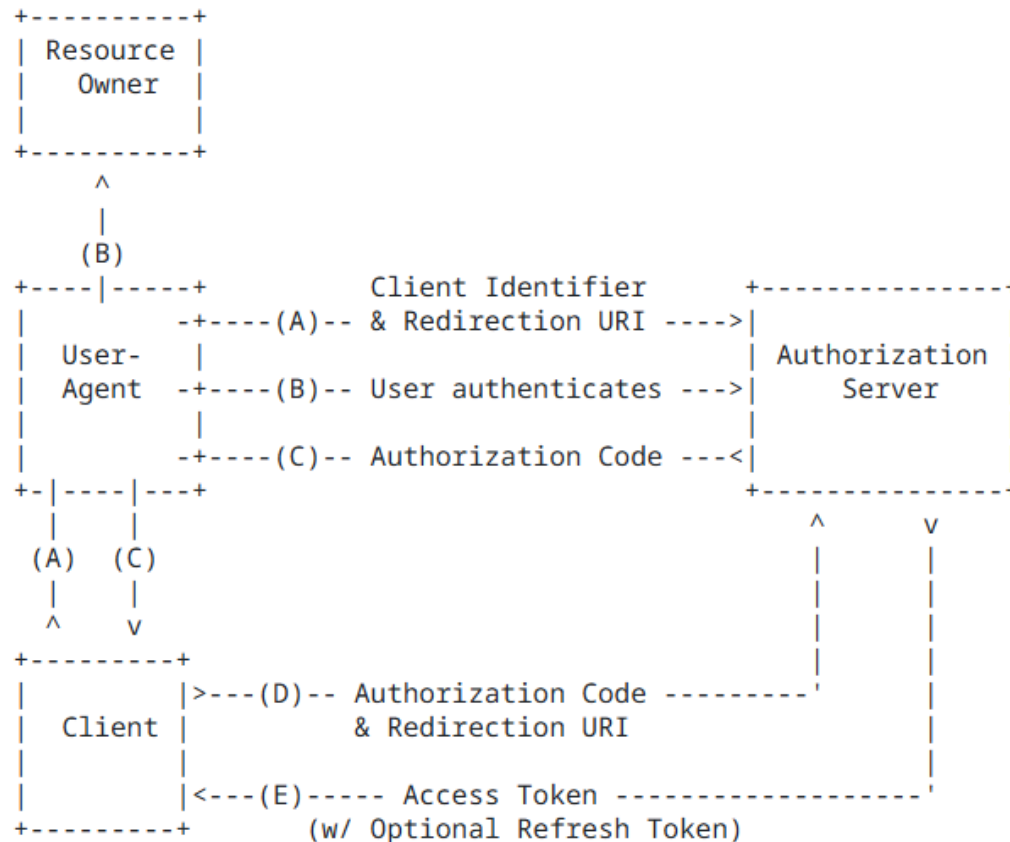 +----------+
| Resource |
|   Owner  |
|          |
+----------+
     ^
     |
    (B)
+----|-----+          Client Identifier      +---------------+
|         -+----(A)-- & Redirection URI ---->|               |
|  User-   |                                 | Authorization
|  Agent  -+----(B)-- User authenticates --->|     Server
|          |                                 |
|         -+----(C)-- Authorization Code ---<|
+-|----|---+                                 +---------------+
  |    |                                         ^      v
 (A)  (C)                                        |      |
  |    |                                         |      |
  ^    v                                         |      |
+---------+                                      |      |
|         |>---(D)-- Authorization Code ---------'      |
|  Client |          & Redirection URI                  |
|         |                                             |
|         |<---(E)----- Access Token -------------------'
+---------+       (w/ Optional Refresh Token)